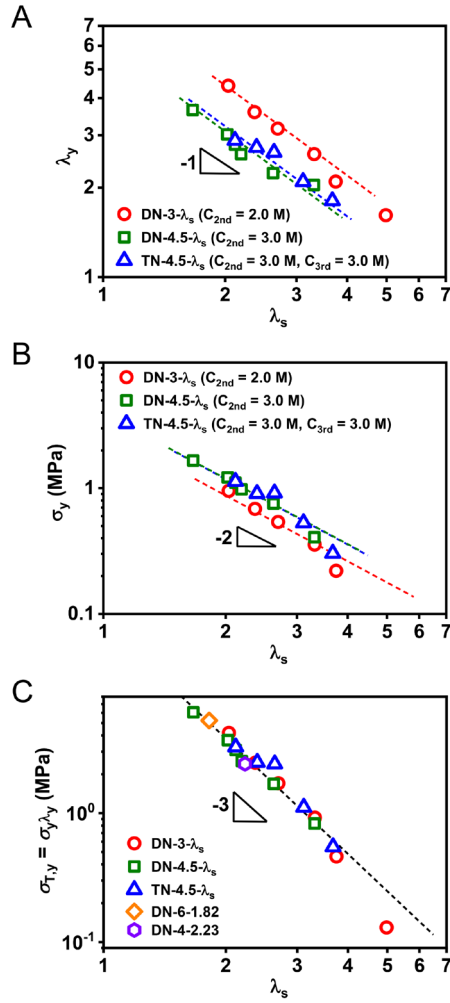 A
7
6
5
4
3
2
1
λy
-1
DN-3-λs (C2nd = 2.0 M)
DN-4.5-λs (C2nd = 3.0 M)
TN-4.5-λs (C2nd = 3.0 M, C3rd = 3.0 M)
1 2 3 4 5 6 7
λs
B
10
1
0.1
σy (MPa)
DN-3-λs (C2nd = 2.0 M)
DN-4.5-λs (C2nd = 3.0 M)
TN-4.5-λs (C2nd = 3.0 M, C3rd = 3.0 M)
-2
1 2 3 4 5 6 7
λs
C
10⁰
10⁻¹
σT,y = σyλy (MPa)
-3
DN-3-λs
DN-4.5-λs
TN-4.5-λs
DN-6-1.82
DN-4-2.23
1 2 3 4 5 6 7
λs